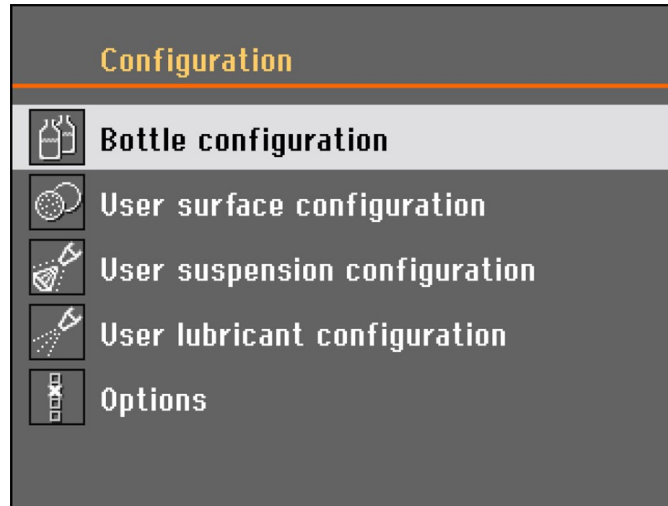 Configuration
Bottle configuration
User surface configuration
User suspension configuration
User lubricant configuration
Options